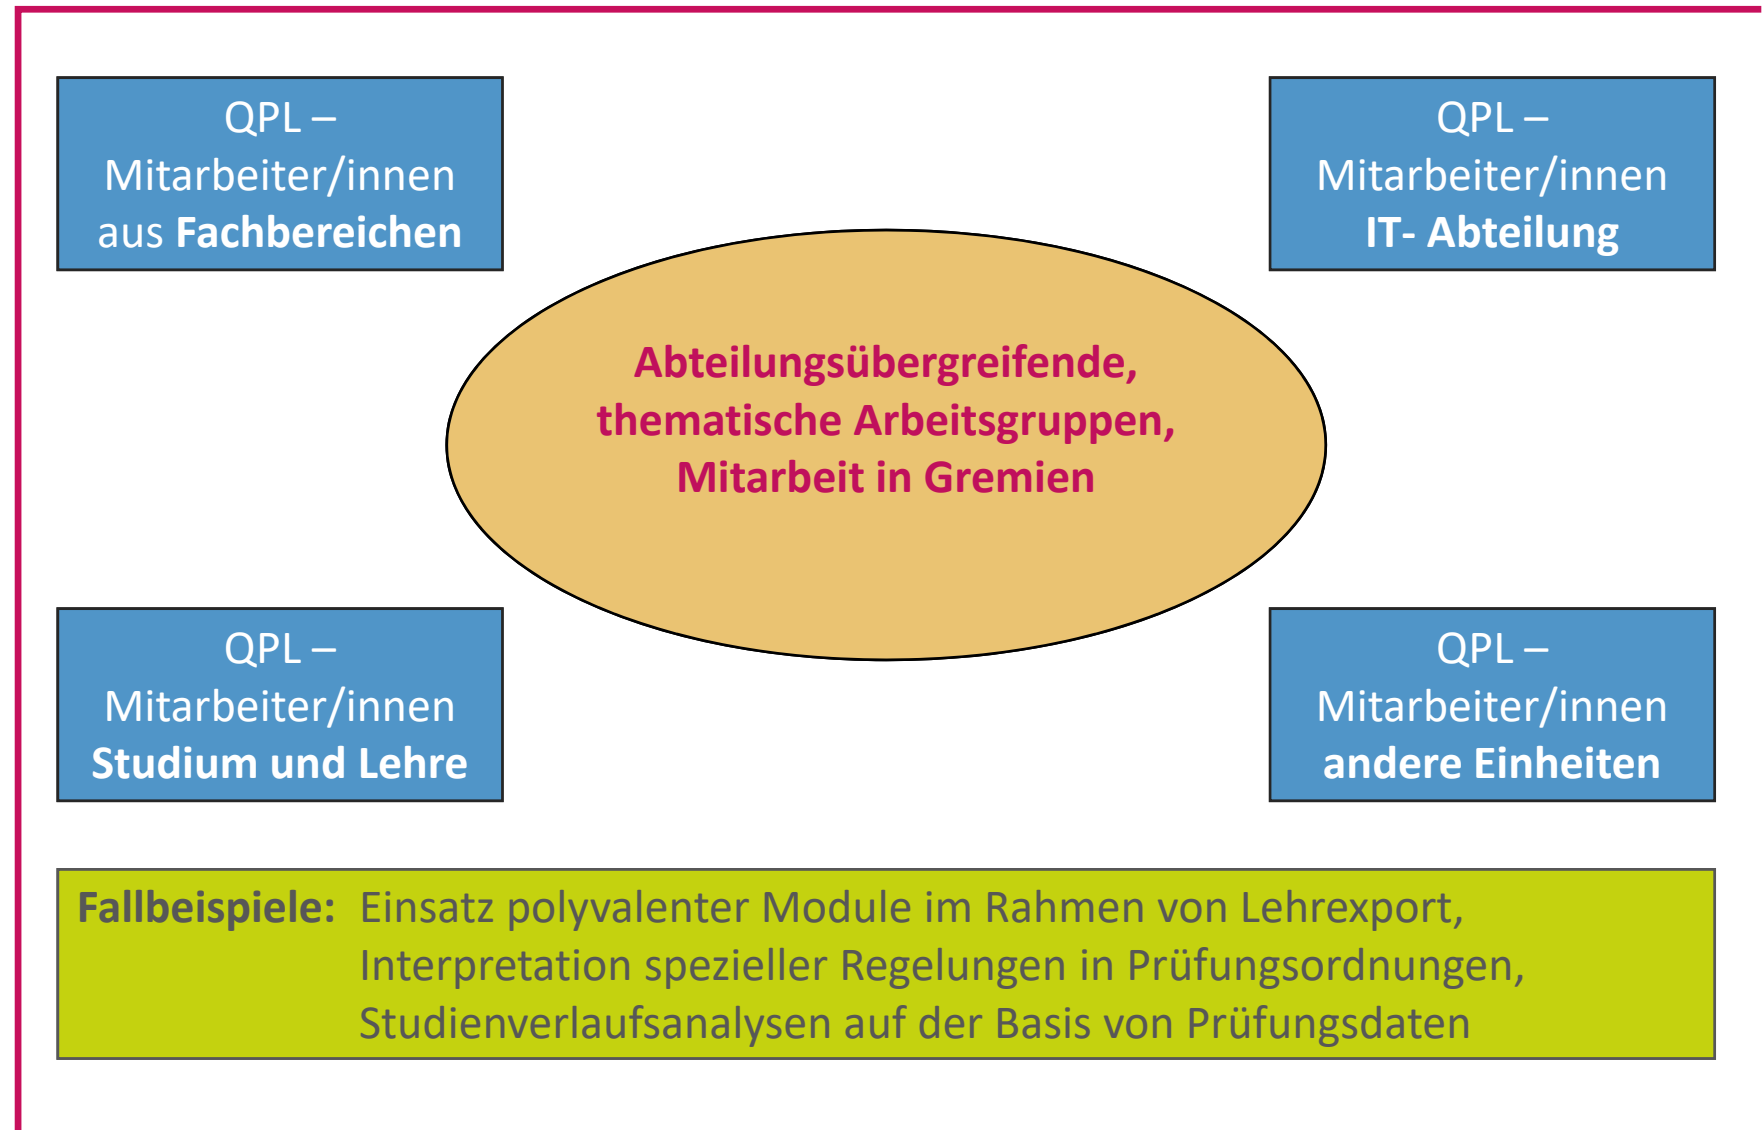 QPL –
Mitarbeiter/innen
aus Fachbereichen
QPL –
Mitarbeiter/innen
IT- Abteilung
Abteilungsübergreifende,
thematische Arbeitsgruppen,
Mitarbeit in Gremien
QPL –
Mitarbeiter/innen
Studium und Lehre
QPL –
Mitarbeiter/innen
andere Einheiten
Fallbeispiele: Einsatz polyvalenter Module im Rahmen von Lehrexport,
Interpretation spezieller Regelungen in Prüfungsordnungen,
Studienverlaufsanalysen auf der Basis von Prüfungsdaten